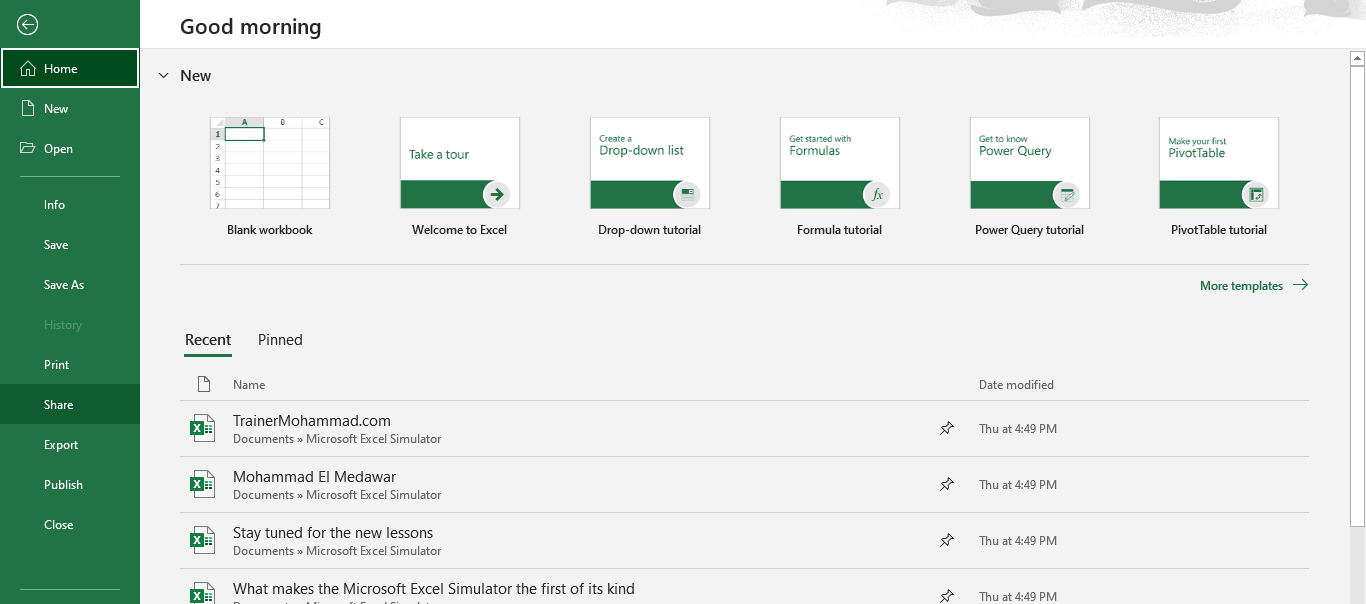 Good morning
Home
New
Open
Info
Save
Save As
History
Print
Share
Export
Publish
Close
New
A B C
1
2
3
4
5
6
7
Blank workbook
Take a tour
Welcome to Excel
Create a
Drop-down list
Drop-down tutorial
Get started with
Formulas
fx
Formula tutorial
Get to know
Power Query
Power Query tutorial
Make your first
PivotTable
PivotTable tutorial
More templates
Recent Pinned
Name Date modified
TrainerMohammad.com
Documents » Microsoft Excel Simulator
Thu at 4:49 PM
Mohammad El Medawar
Documents » Microsoft Excel Simulator
Thu at 4:49 PM
Stay tuned for the new lessons
Documents » Microsoft Excel Simulator
Thu at 4:49 PM
What makes the Microsoft Excel Simulator the first of its kind
Documents » Microsoft Excel Simulator
Thu at 4:49 PM